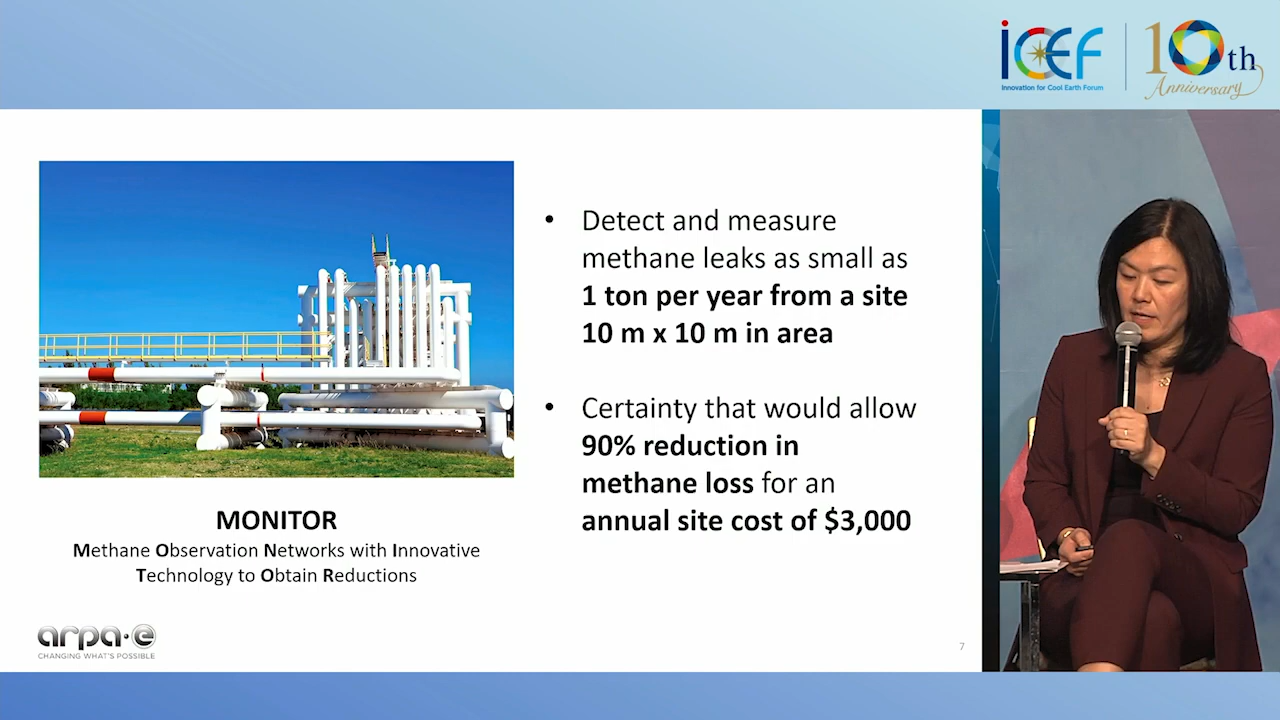 icef
Innovation for Cool Earth Forum
10th
Anniversary
• Detect and measure
methane leaks as small as
1 ton per year from a site
10 m x 10 m in area
• Certainty that would allow
90% reduction in
methane loss for an
annual site cost of $3,000
MONITOR
Methane Observation Networks with Innovative
Technology to Obtain Reductions
arpa·e
CHANGING WHAT'S POSSIBLE
7